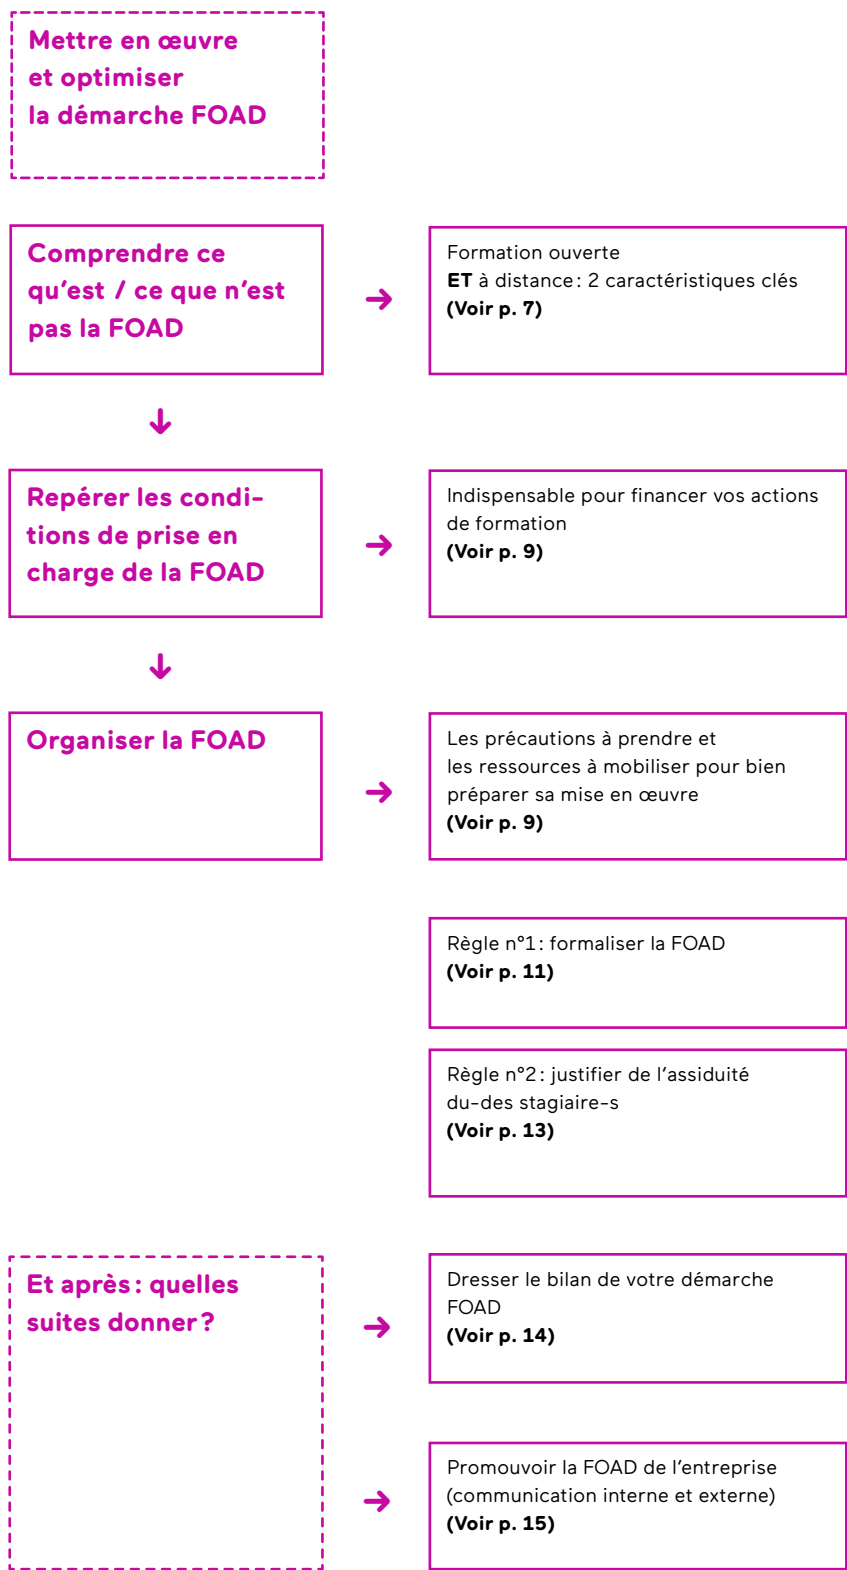 Mettre en œuvre
et optimiser
la démarche FOAD
Comprendre ce
qu’est / ce que n’est
pas la FOAD
Formation ouverte
ET à distance : 2 caractéristiques clés
(Voir p. 7)
Repérer les condi-
tions de prise en
charge de la FOAD
Indispensable pour financer vos actions
de formation
(Voir p. 9)
Organiser la FOAD
Les précautions à prendre et
les ressources à mobiliser pour bien
préparer sa mise en œuvre
(Voir p. 9)
Règle n°1 : formaliser la FOAD
(Voir p. 11)
Règle n°2 : justifier de l’assiduité
du-des stagiaire-s
(Voir p. 13)
Et après : quelles
suites donner ?
Dresser le bilan de votre démarche
FOAD
(Voir p. 14)
Promouvoir la FOAD de l’entreprise
(communication interne et externe)
(Voir p. 15)